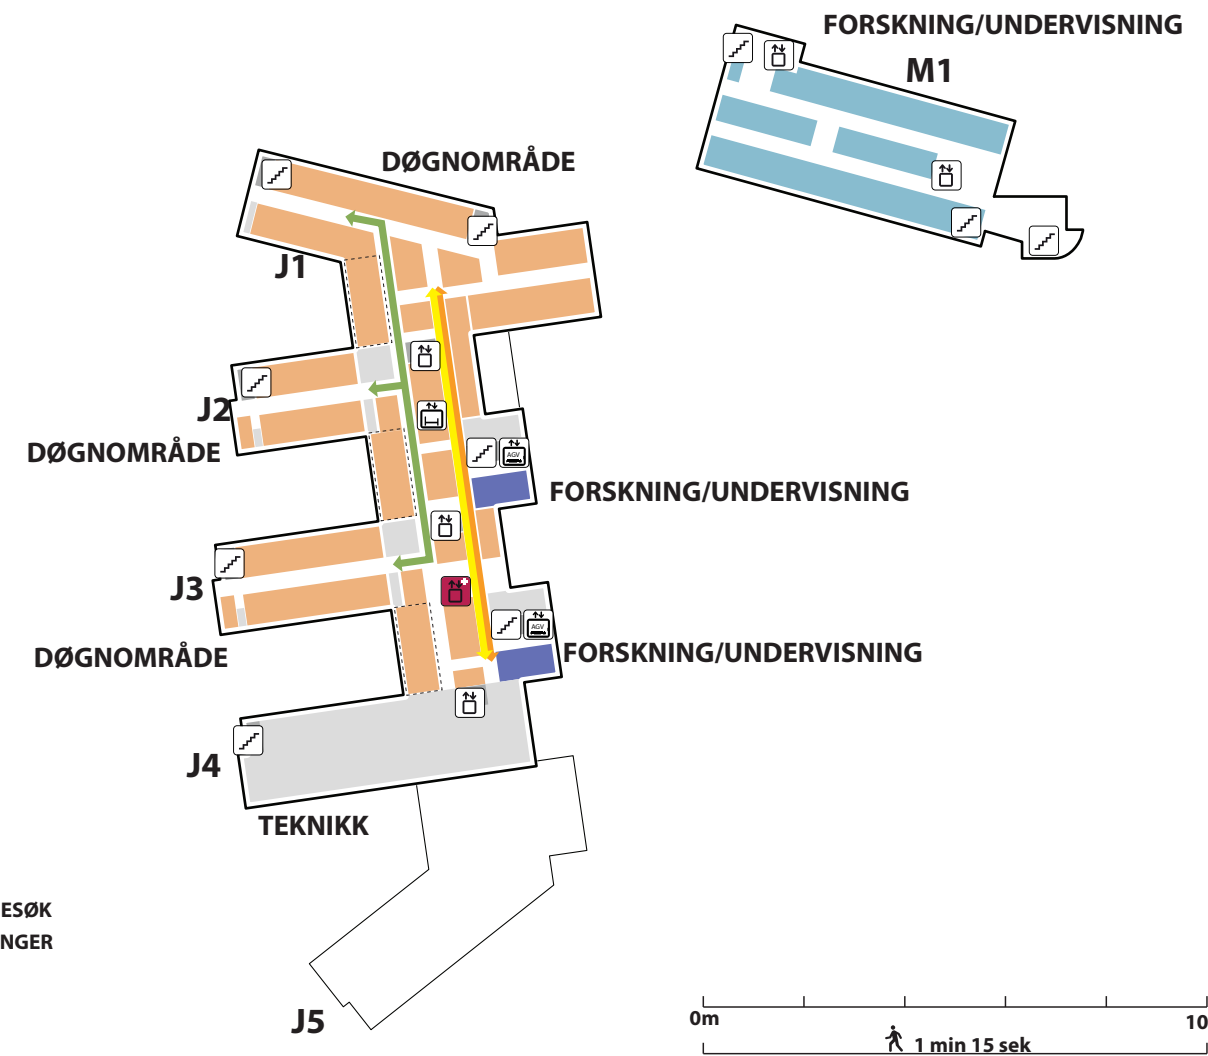 FORSKNING/UNDERVISNING
M1
DØGNOMRÅDE
J1
J2
DØGNOMRÅDE
AGV
FORSKNING/UNDERVISNING
J3
AGV
DØGNOMRÅDE
FORSKNING/UNDERVISNING
J4
TEKNIKK
ESØK
NGER
J5
0m
10
1 min 15 sek